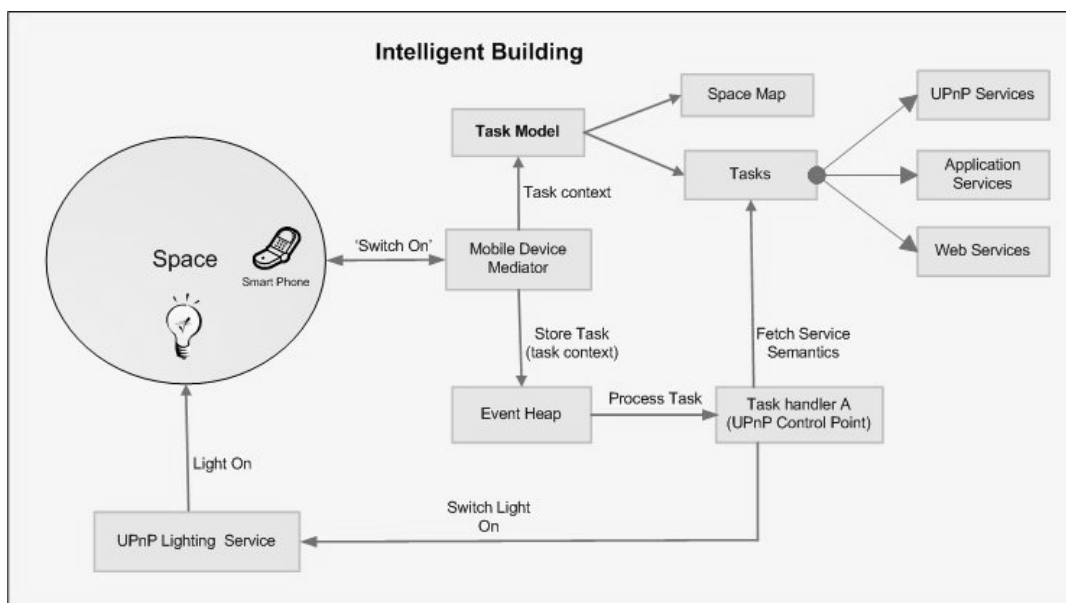 Intelligent Building
Space Map
UPnP Services
Task Model
Tasks
Application
Services
Task context
Web Services
'Switch On'
Mobile Device
Mediator
Space
Smart Phone
Store Task
(task context)
Fetch Service
Semantics
Event Heap
Process Task
Task handler A
(UPnP Control Point)
Light On
Switch Light
On
UPnP Lighting Service